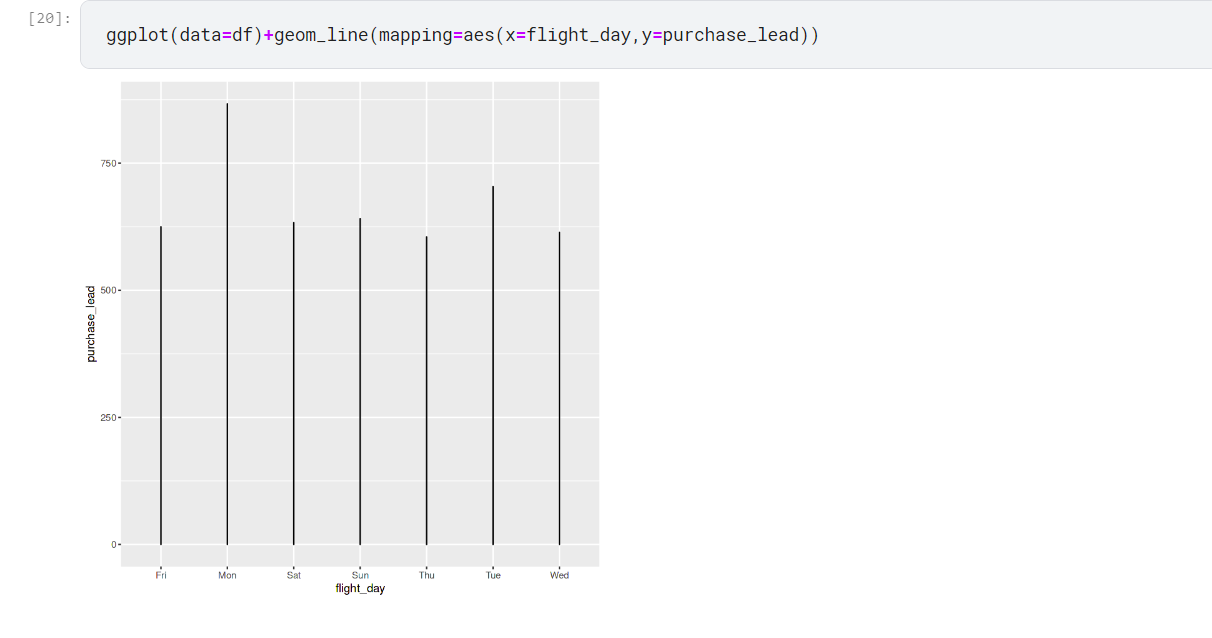 [20]:
ggplot(data=df)+geom_line(mapping=aes(x=flight_day,y=purchase_lead))
750
500
250
0
purchase_lead
Fri Mon Sat Sun Thu Tue Wed
flight_day